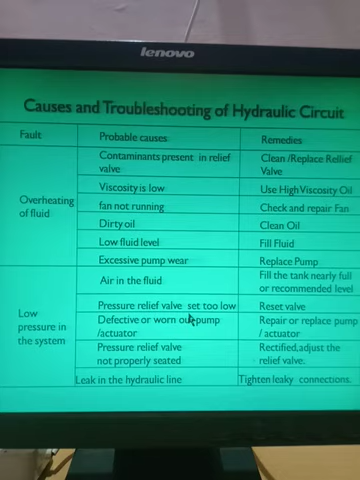 lenovo
Causes and Troubleshooting of Hydraulic Circuit
Fault Probable causes Remedies
Overheating of fluid
Contaminants present in relief valve Clean /Replace Rellief Valve
Viscosity is low Use High Viscosity Oil
fan not running Check and repair Fan
Dirty oil Clean Oil
Low fluid level Fill Fluid
Excessive pump wear Replace Pump
Low pressure in the system
Air in the fluid Fill the tank nearly full or recommended level
Pressure relief valve set too low Reset valve
Defective or worn out pump /actuator Repair or replace pump / actuator
Pressure relief valve not properly seated Rectified,adjust the relief valve.
Leak in the hydraulic line Tighten leaky connections.